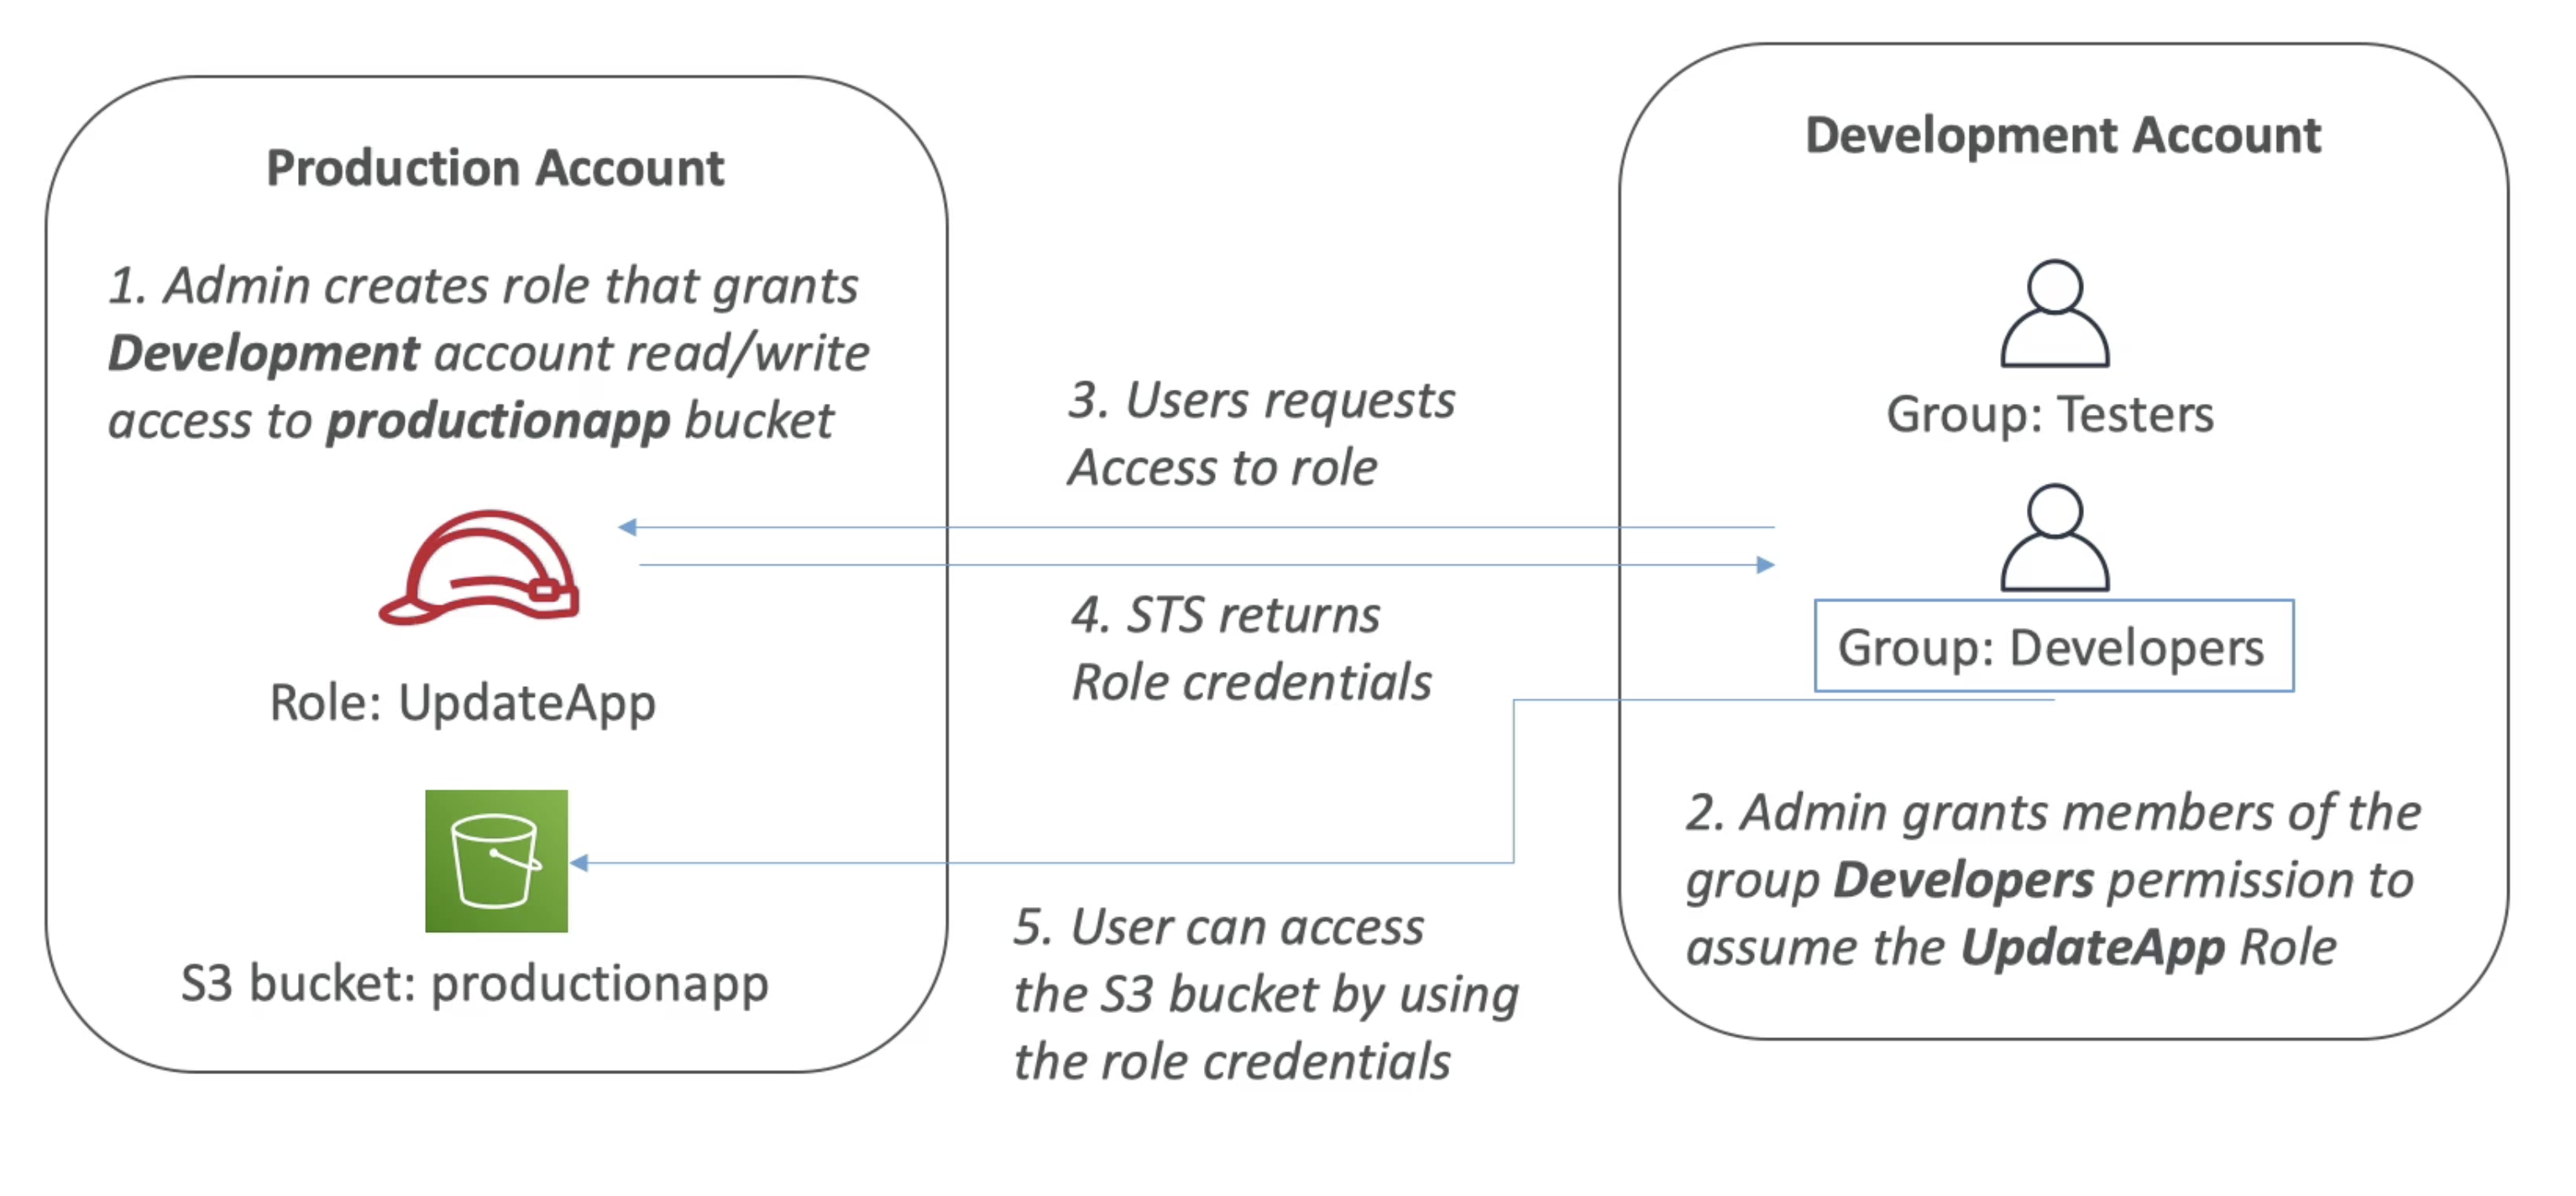 Production Account
1. Admin creates role that grants
Development account read/write
access to productionapp bucket
Role: UpdateApp
S3 bucket: productionapp
3. Users requests
Access to role
4. STS returns
Role credentials
5. User can access
the S3 bucket by using
the role credentials
Development Account
Group: Testers
Group: Developers
2. Admin grants members of the
group Developers permission to
assume the UpdateApp Role